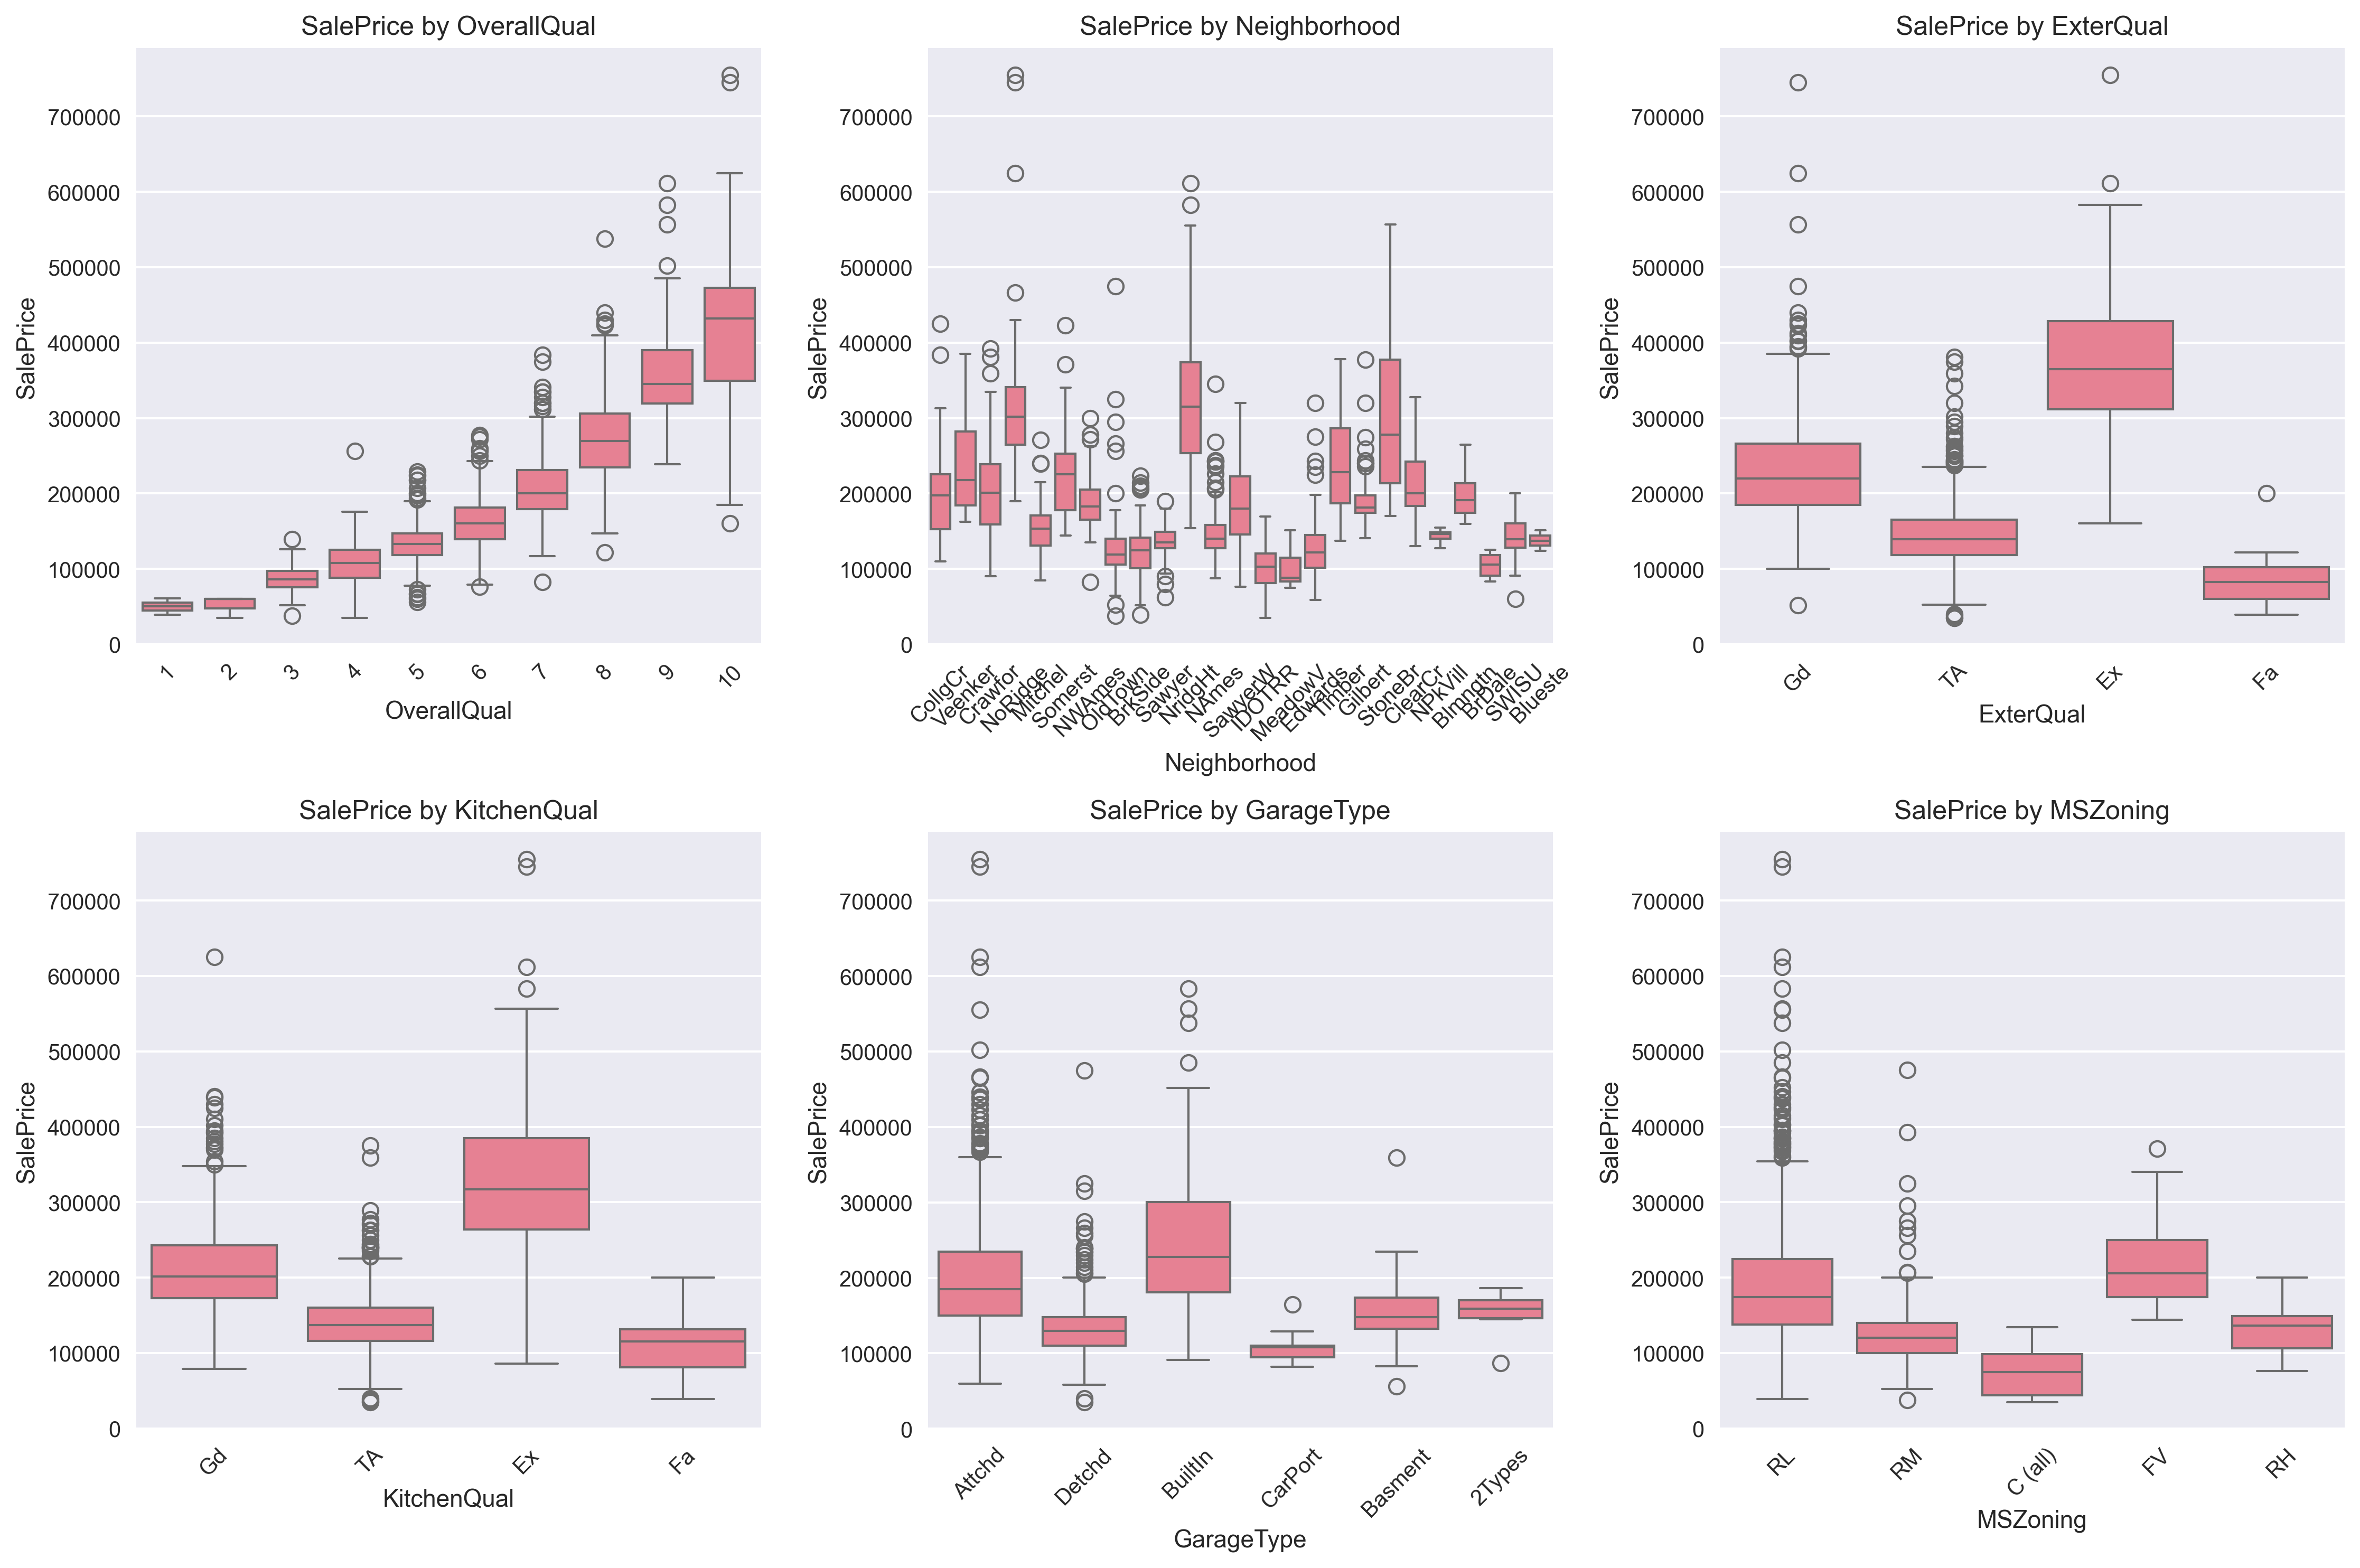 SalePrice by OverallQual
SalePrice
700000
600000
500000
400000
300000
200000
100000
0
1
2
3
4
5
6
7
8
9
10
OverallQual
SalePrice by Neighborhood
SalePrice
700000
600000
500000
400000
300000
200000
100000
0
CollgCr
Veenker
Crawfor
NoRidge
Mitchel
Somerst
NWAmes
OldTown
BrkSide
Sawyer
NridgHt
NAmes
SawyerW
IDOTRR
MeadowV
Edwards
Timber
Gilbert
StoneBr
ClearCr
NPkVill
Blmngtn
BrDale
SWISU
Blueste
Neighborhood
SalePrice by ExterQual
SalePrice
700000
600000
500000
400000
300000
200000
100000
0
Gd
TA
Ex
Fa
ExterQual
SalePrice by KitchenQual
SalePrice
700000
600000
500000
400000
300000
200000
100000
0
Gd
TA
Ex
Fa
KitchenQual
SalePrice by GarageType
SalePrice
700000
600000
500000
400000
300000
200000
100000
0
Attchd
Detchd
BuiltIn
CarPort
Basment
2Types
GarageType
SalePrice by MSZoning
SalePrice
700000
600000
500000
400000
300000
200000
100000
0
RL
RM
C (all)
FV
RH
MSZoning